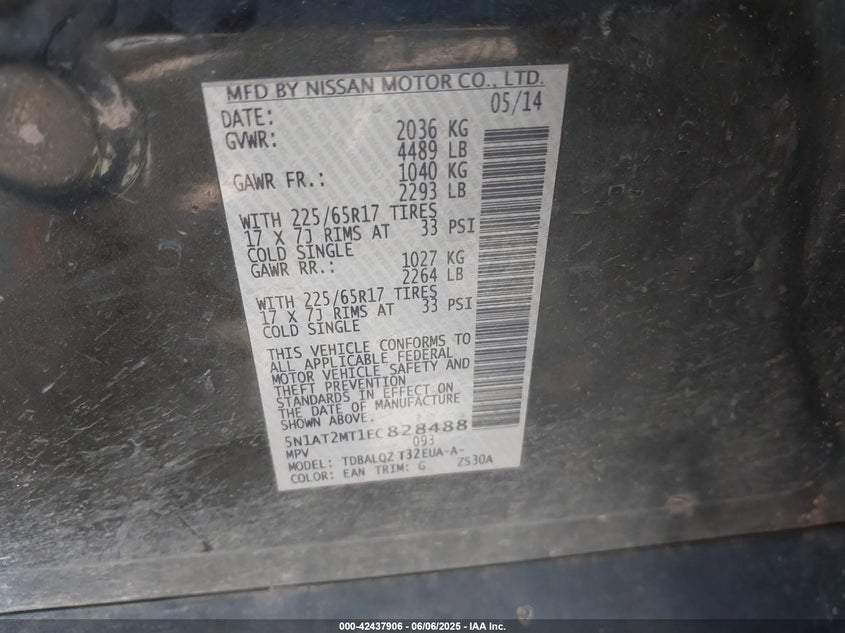 MFD BY NISSAN MOTOR CO., LTD.
DATE: 05/14
GVWR: 2036 KG
4489 LB
GAWR FR.: 1040 KG
2293 LB
WITH 225/65R17 TIRES
17 X 7J RIMS AT 33 PSI
COLD SINGLE
GAWR RR.: 1027 KG
2264 LB
WITH 225/65R17 TIRES
17 X 7J RIMS AT 33 PSI
COLD SINGLE
THIS VEHICLE CONFORMS TO
ALL APPLICABLE FEDERAL
MOTOR VEHICLE SAFETY AND
THEFT PREVENTION
STANDARDS IN EFFECT ON
THE DATE OF MANUFACTURE
SHOWN ABOVE.
5N1AT2MT1EC828488
MPV 093
MODEL: TDBALQZ T32EUA-A-
COLOR: EAN TRIM: G ZS30A
000-42437906 - 06/06/2025 - IAA Inc.